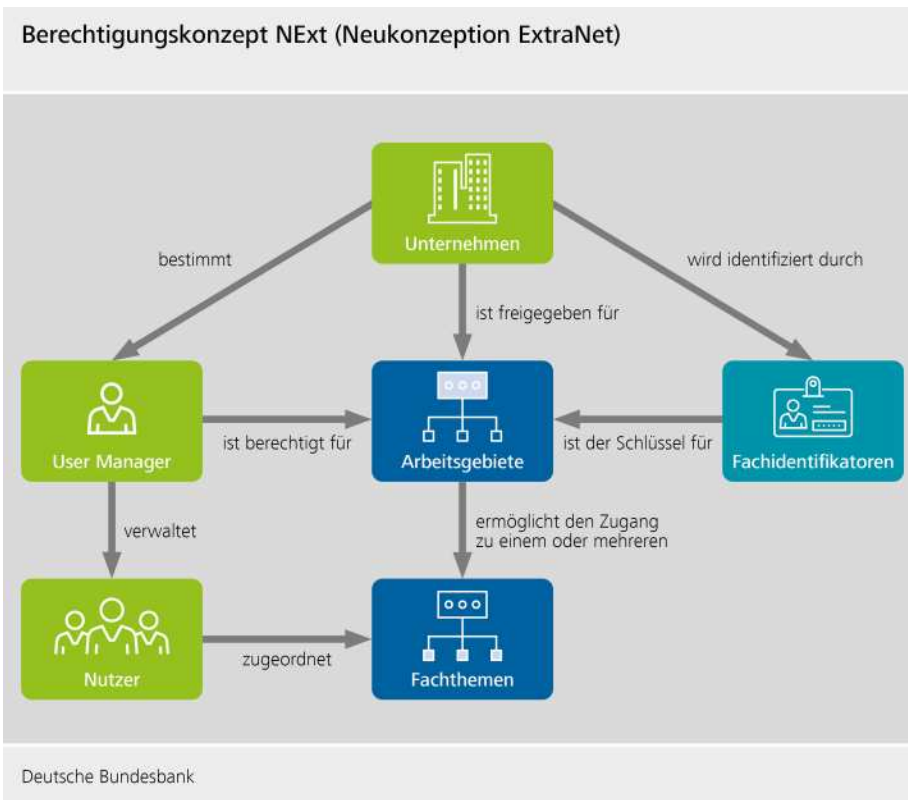 Berechtigungskonzept NExt (Neukonzeption ExtraNet)
Unternehmen
bestimmt
wird identifiziert durch
ist freigegeben für
User Manager
ist berechtigt für
Arbeitsgebiete
ist der Schlüssel für
Fachidentifikatoren
verwaltet
ermöglicht den Zugang
zu einem oder mehreren
Nutzer
zugeordnet
Fachthemen
Deutsche Bundesbank